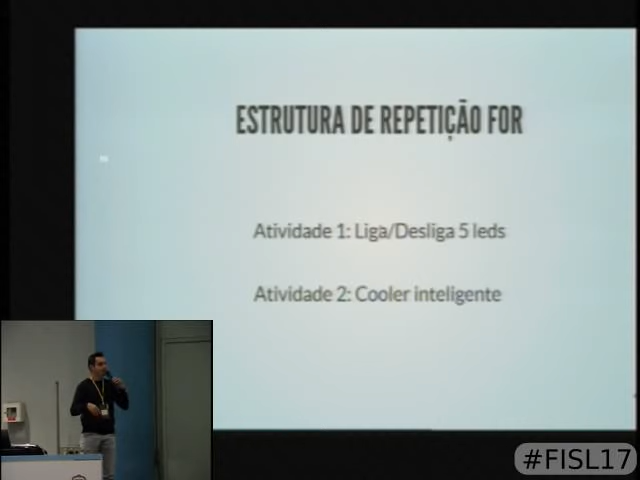 ESTRUTURA DE REPETIÇÃO FOR
Atividade 1: Liga/Desliga 5 leds
Atividade 2: Cooler inteligente
#FISL17